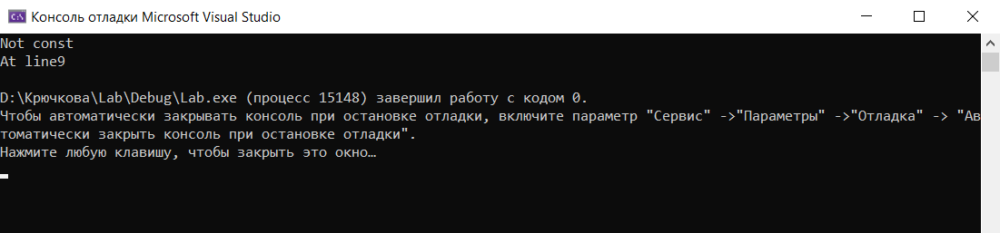 Консоль отладки Microsoft Visual Studio
Not const
At line9
D:\Крючкова\Lab\Debug\Lab.exe (процесс 15148) завершил работу с кодом 0.
Чтобы автоматически закрывать консоль при остановке отладки, включите параметр "Сервис" ->"Параметры" ->"Отладка" -> "Ав
томатически закрыть консоль при остановке отладки".
Нажмите любую клавишу, чтобы закрыть это окно…